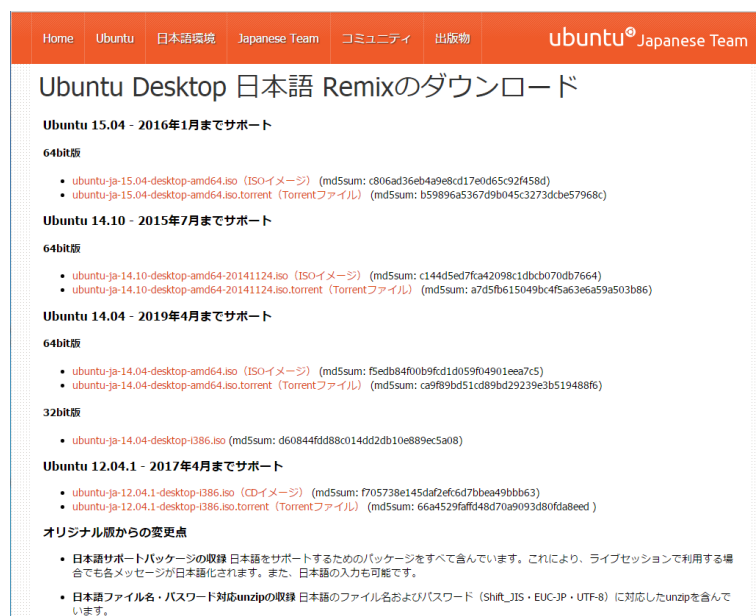 Home Ubuntu 日本語環境 Japanese Team コミュニティ 出版物 ubuntu® Japanese Team
Ubuntu Desktop 日本語 Remixのダウンロード
Ubuntu 15.04 - 2016年1月までサポート
64bit版
ubuntu-ja-15.04-desktop-amd64.iso（ISOイメージ） (md5sum: c806ad36eb4a9e8cd17e0d65c92f458d)
ubuntu-ja-15.04-desktop-amd64.iso.torrent（Torrentファイル） (md5sum: b59896a5367d9b045c3273dcbe57968c)
Ubuntu 14.10 - 2015年7月までサポート
64bit版
ubuntu-ja-14.10-desktop-amd64-20141124.iso（ISOイメージ） (md5sum: c144d5ed7fca42098c1dbcb070db7664)
ubuntu-ja-14.10-desktop-amd64-20141124.iso.torrent（Torrentファイル） (md5sum: a7d5fb615049bc4f5a63e6a59a503b86)
Ubuntu 14.04 - 2019年4月までサポート
64bit版
ubuntu-ja-14.04-desktop-amd64.iso（ISOイメージ） (md5sum: f5edb84f00b9fcd1d059f04901eea7c5)
ubuntu-ja-14.04-desktop-amd64.iso.torrent（Torrentファイル） (md5sum: ca9f89bd51cd89bd29239e3b519488f6)
32bit版
ubuntu-ja-14.04-desktop-i386.iso (md5sum: d60844fdd88c014dd2db10e889ec5a08)
Ubuntu 12.04.1 - 2017年4月までサポート
ubuntu-ja-12.04.1-desktop-i386.iso（CDイメージ） (md5sum: f705738e145daf2efc6d7bbea49bbb63)
ubuntu-ja-12.04.1-desktop-i386.iso.torrent（Torrentファイル） (md5sum: 66a4529faffd48d70a9093d80fda8eed )
オリジナル版からの変更点
日本語サポートパッケージの収録 日本語をサポートするためのパッケージをすべて含んでいます。これにより、ライブセッションで利用する場
合でも各メッセージが日本語化されます。また、日本語の入力も可能です。
日本語ファイル名・パスワード対応unzipの収録 日本語のファイル名およびパスワード（Shift_JIS・EUC-JP・UTF-8）に対応したunzipを含んで
います。